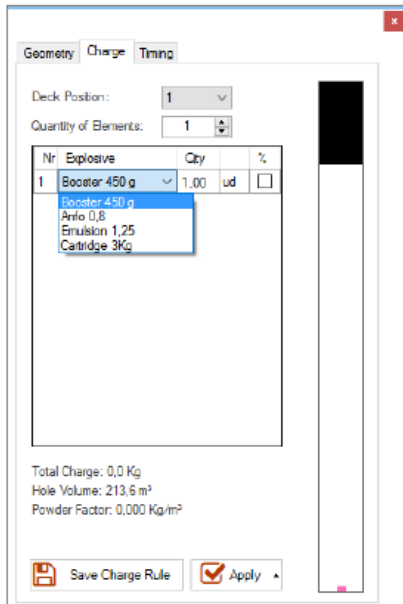 x
Geometry Charge Timing
Deck Position: 1
Quantity of Elements: 1
Nr Explosive Qty %
1 Booster 450 g 1,00 ud
Booster 450 g
Anfo 0,8
Emulsion 1,25
Cartridge 3Kg
Total Charge: 0,0 Kg
Hole Volume: 213,6 m³
Powder Factor: 0,000 Kg/m³
Save Charge Rule Apply